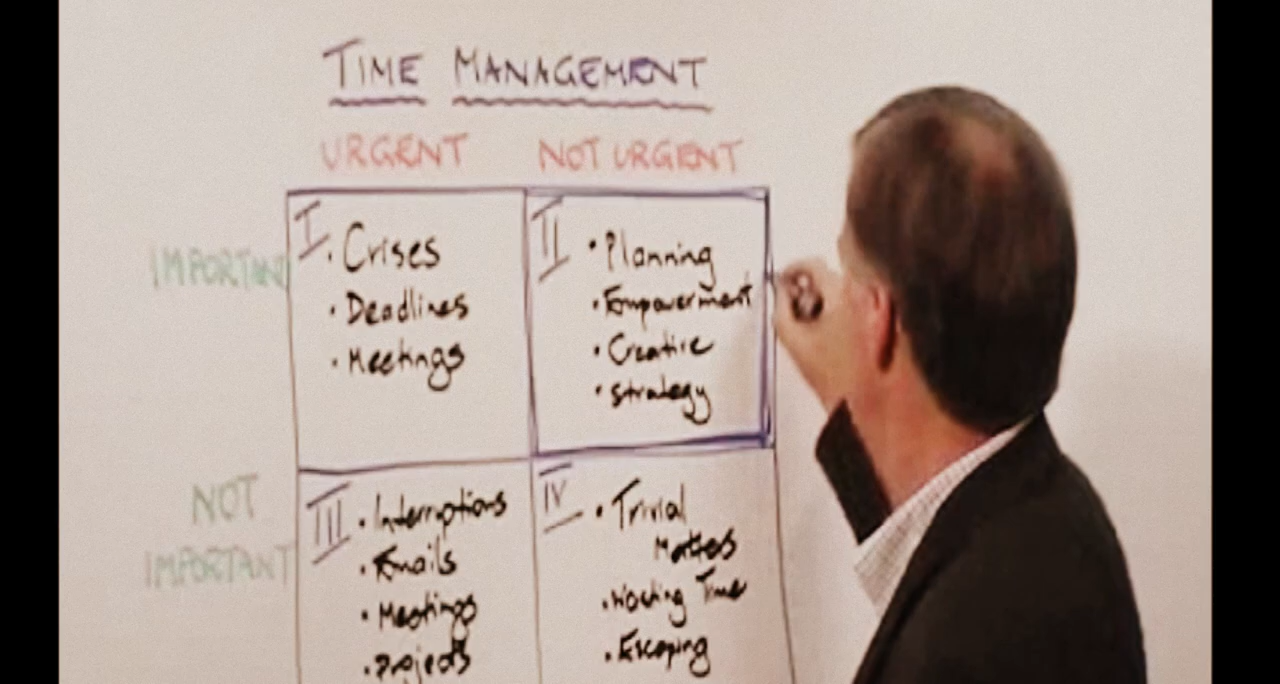 TIME MANAGEMENT
URGENT NOT URGENT
IMPORTANT
I
• Crises
• Deadlines
• Meetings
II
• Planning
• Empowerment
• Creative
• Strategy
NOT
IMPORTANT
III
• Interruptions
• Emails
• Meetings
• Projects
IV
• Trivial
Matters
• Wasting Time
• Escaping